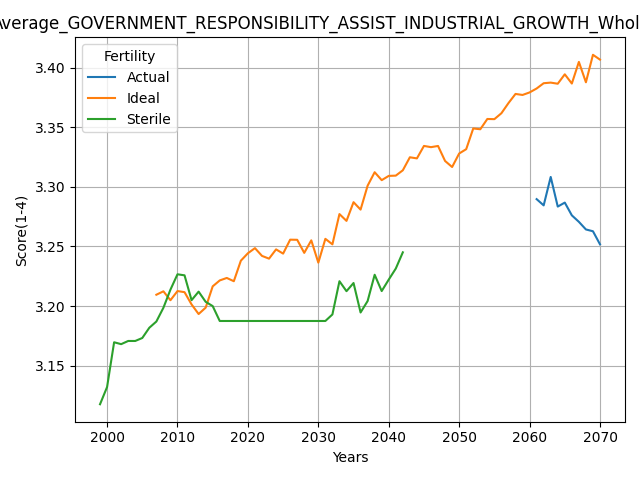 verage_GOVERNMENT_RESPONSIBILITY_ASSIST_INDUSTRIAL_GROWTH_Whol
Fertility
Actual
Ideal
Sterile
3.40
3.35
3.30
3.25
3.20
3.15
Score(1-4)
2000 2010 2020 2030 2040 2050 2060 2070
Years